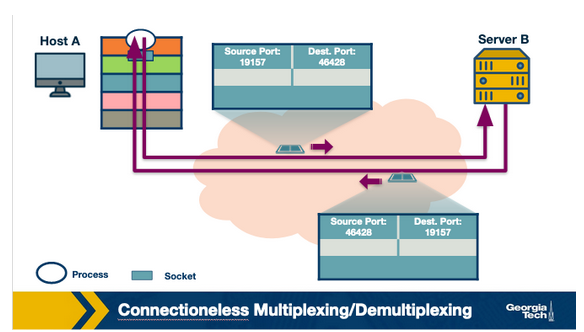 Host A
Server B
Source Port: Dest. Port:
19157 46428
Source Port: Dest. Port:
46428 19157
Process
Socket
Connectioneless Multiplexing/Demultiplexing
Georgia
Tech